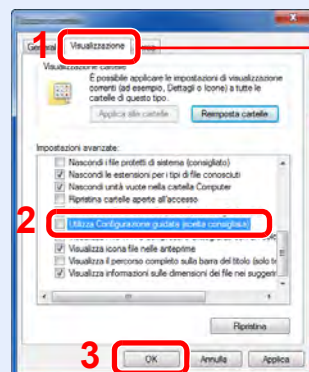 1
Generali Visualizzazione
Visualizzazione cartelle
È possibile applicare le impostazioni di visualizzazione
correnti (ad esempio, Dettagli o Icone) a tutte le
cartelle di questo tipo.
Applica alle cartelle Reimposta cartelle
Impostazioni avanzate:
Nascondi i file protetti di sistema (consigliato)
Nascondi le estensioni per i tipi di file conosciuti
Nascondi unità vuote nella cartella Computer
Ripristina cartelle aperte all'accesso
2
Utilizza Configurazione guidata (scelta consigliata)
Visualizza icona file nelle anteprime
Visualizza il percorso completo sulla barra del titolo (solo
Visualizza informazioni sulle dimensioni dei file nei
Ripristina
3
OK Annulla Applica